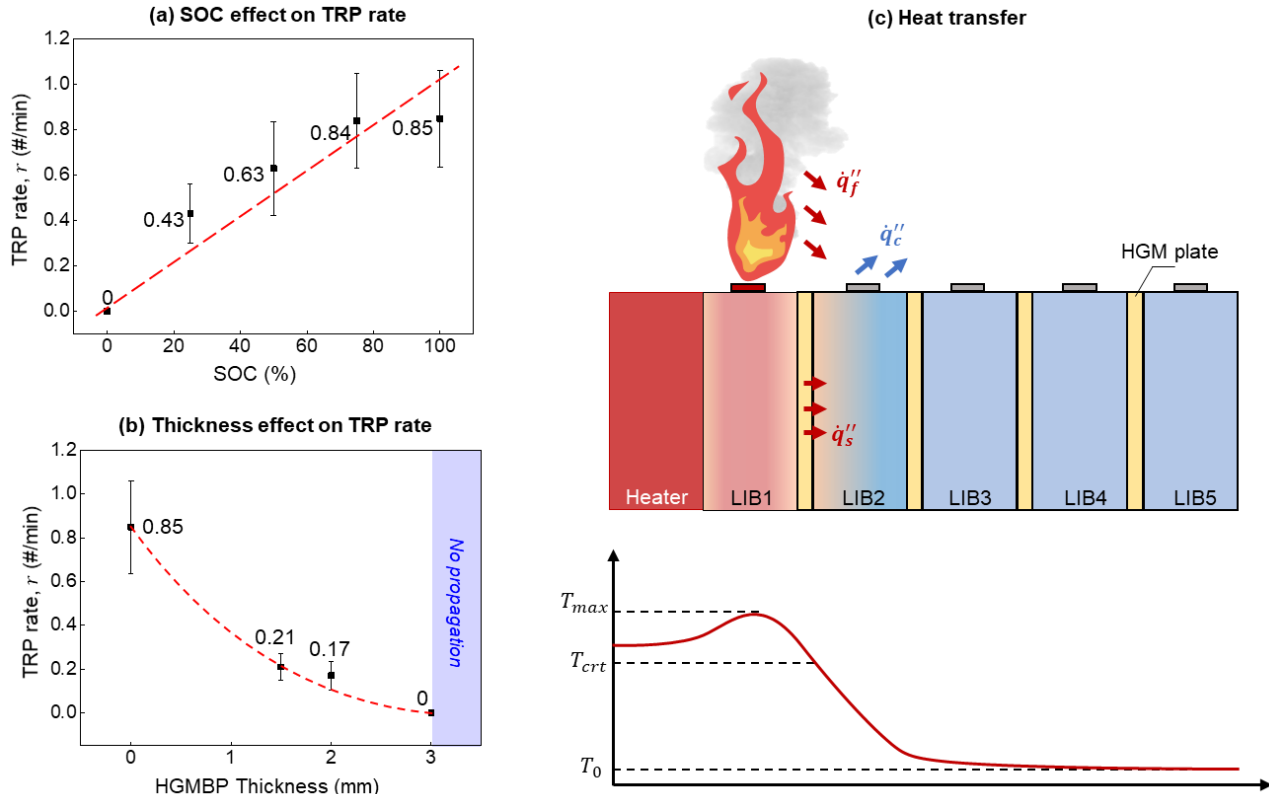 (a) SOC effect on TRP rate
TRP rate, r (#/min)
1.2
1.0
0.8
0.6
0.4
0.2
0.0
0
0.43
0.63
0.84
0.85
0 20 40 60 80 100
SOC (%)
(b) Thickness effect on TRP rate
TRP rate, r (#/min)
1.2
1.0
0.8
0.6
0.4
0.2
0.0
0.85
0.21
0.17
0
No propagation
0 1 2 3
HGMBP Thickness (mm)
(c) Heat transfer
q̇″f
q̇″c
HGM plate
q̇″s
Heater LIB1 LIB2 LIB3 LIB4 LIB5
Tmax
Tcrt
T0